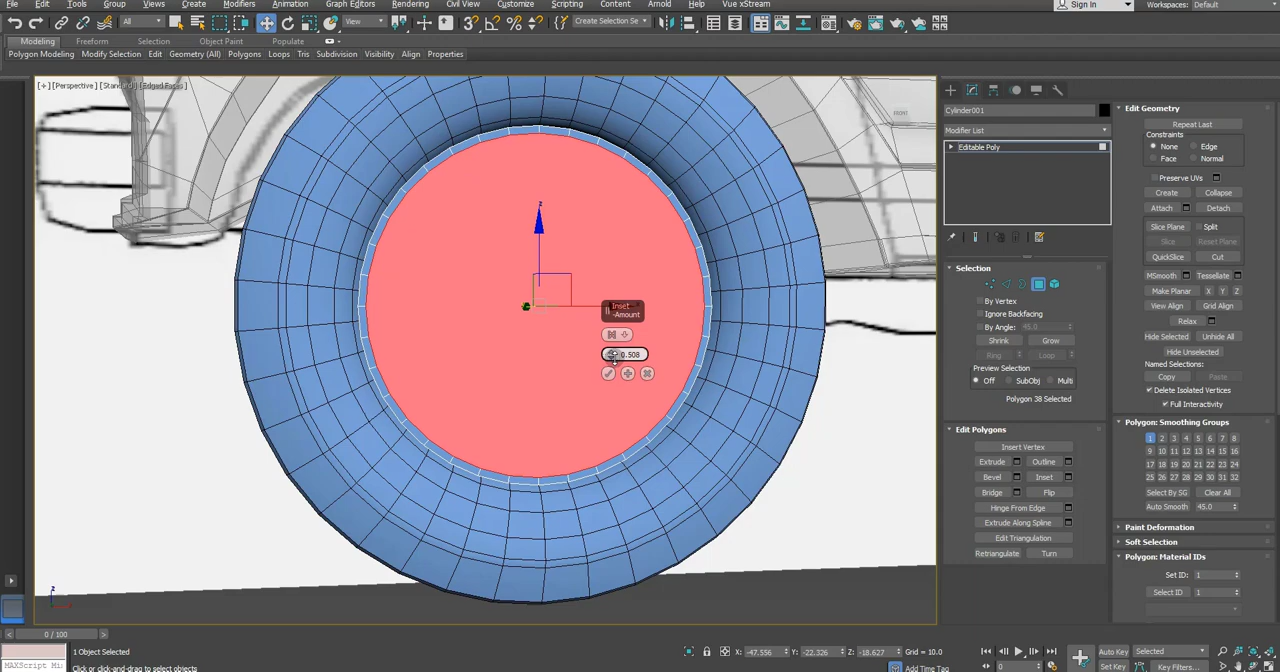 File Edit Tools Group Views Create Modifiers Animation Graph Editors Rendering Civil View Customize Scripting Content Arnold Help Vue xStream
Sign In Workspaces: Default
All View Create Selection Se
Modeling Freeform Selection Object Paint Populate
Polygon Modeling Modify Selection Edit Geometry (All) Polygons Loops Tris Subdivision Visibility Align Properties
[+] [Perspective] [Standard] [Edged Faces]
FRONT
z
Inset
-Amount
0.508
z
Cylinder001
Modifier List
Editable Poly
Selection
By Vertex
Ignore Backfacing
By Angle: 45.0
Shrink Grow
Ring Loop
Preview Selection
Off SubObj Multi
Polygon 38 Selected
Edit Polygons
Insert Vertex
Extrude Outline
Bevel Inset
Bridge Flip
Hinge From Edge
Extrude Along Spline
Edit Triangulation
Retriangulate Turn
Edit Geometry
Repeat Last
Constraints
None Edge
Face Normal
Preserve UVs
Create Collapse
Attach Detach
Slice Plane Split
Slice Reset Plane
QuickSlice Cut
MSmooth Tessellate
Make Planar X Y Z
View Align Grid Align
Relax
Hide Selected Unhide All
Hide Unselected
Named Selections:
Copy Paste
Delete Isolated Vertices
Full Interactivity
Polygon: Smoothing Groups
1 2 3 4 5 6 7 8
9 10 11 12 13 14 15 16
17 18 19 20 21 22 23 24
25 26 27 28 29 30 31 32
Select By SG Clear All
Auto Smooth 45.0
Paint Deformation
Soft Selection
Polygon: Material IDs
Set ID: 1
Select ID 1
< 0 / 100 >
1 Object Selected
X: -47.556 Y: -22.326 Z: -18.627 Grid = 10.0
Auto Key Selected
MAXScript Mi
Click or click-and-drag to select objects
Add Time Tag
0
Set Key Key Filters...